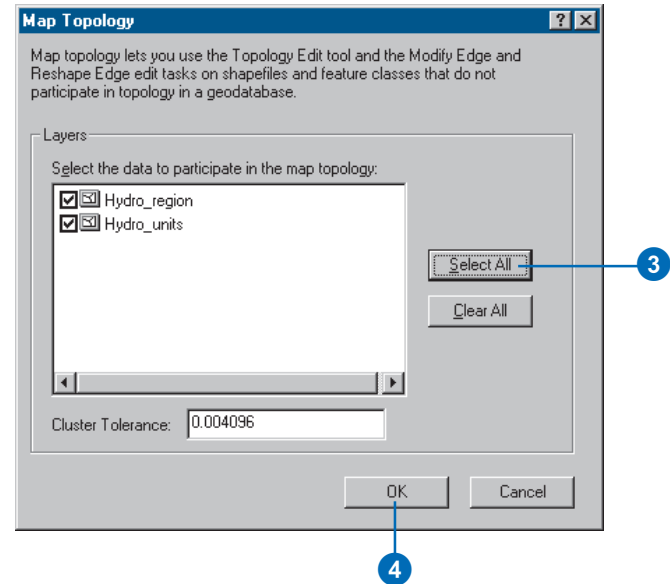 Map Topology
Map topology lets you use the Topology Edit tool and the Modify Edge and
Reshape Edge edit tasks on shapefiles and feature classes that do not
participate in topology in a geodatabase.
Layers
Select the data to participate in the map topology:
Hydro_region
Hydro_units
Select All
3
Clear All
Cluster Tolerance: 0.004096
OK Cancel
4